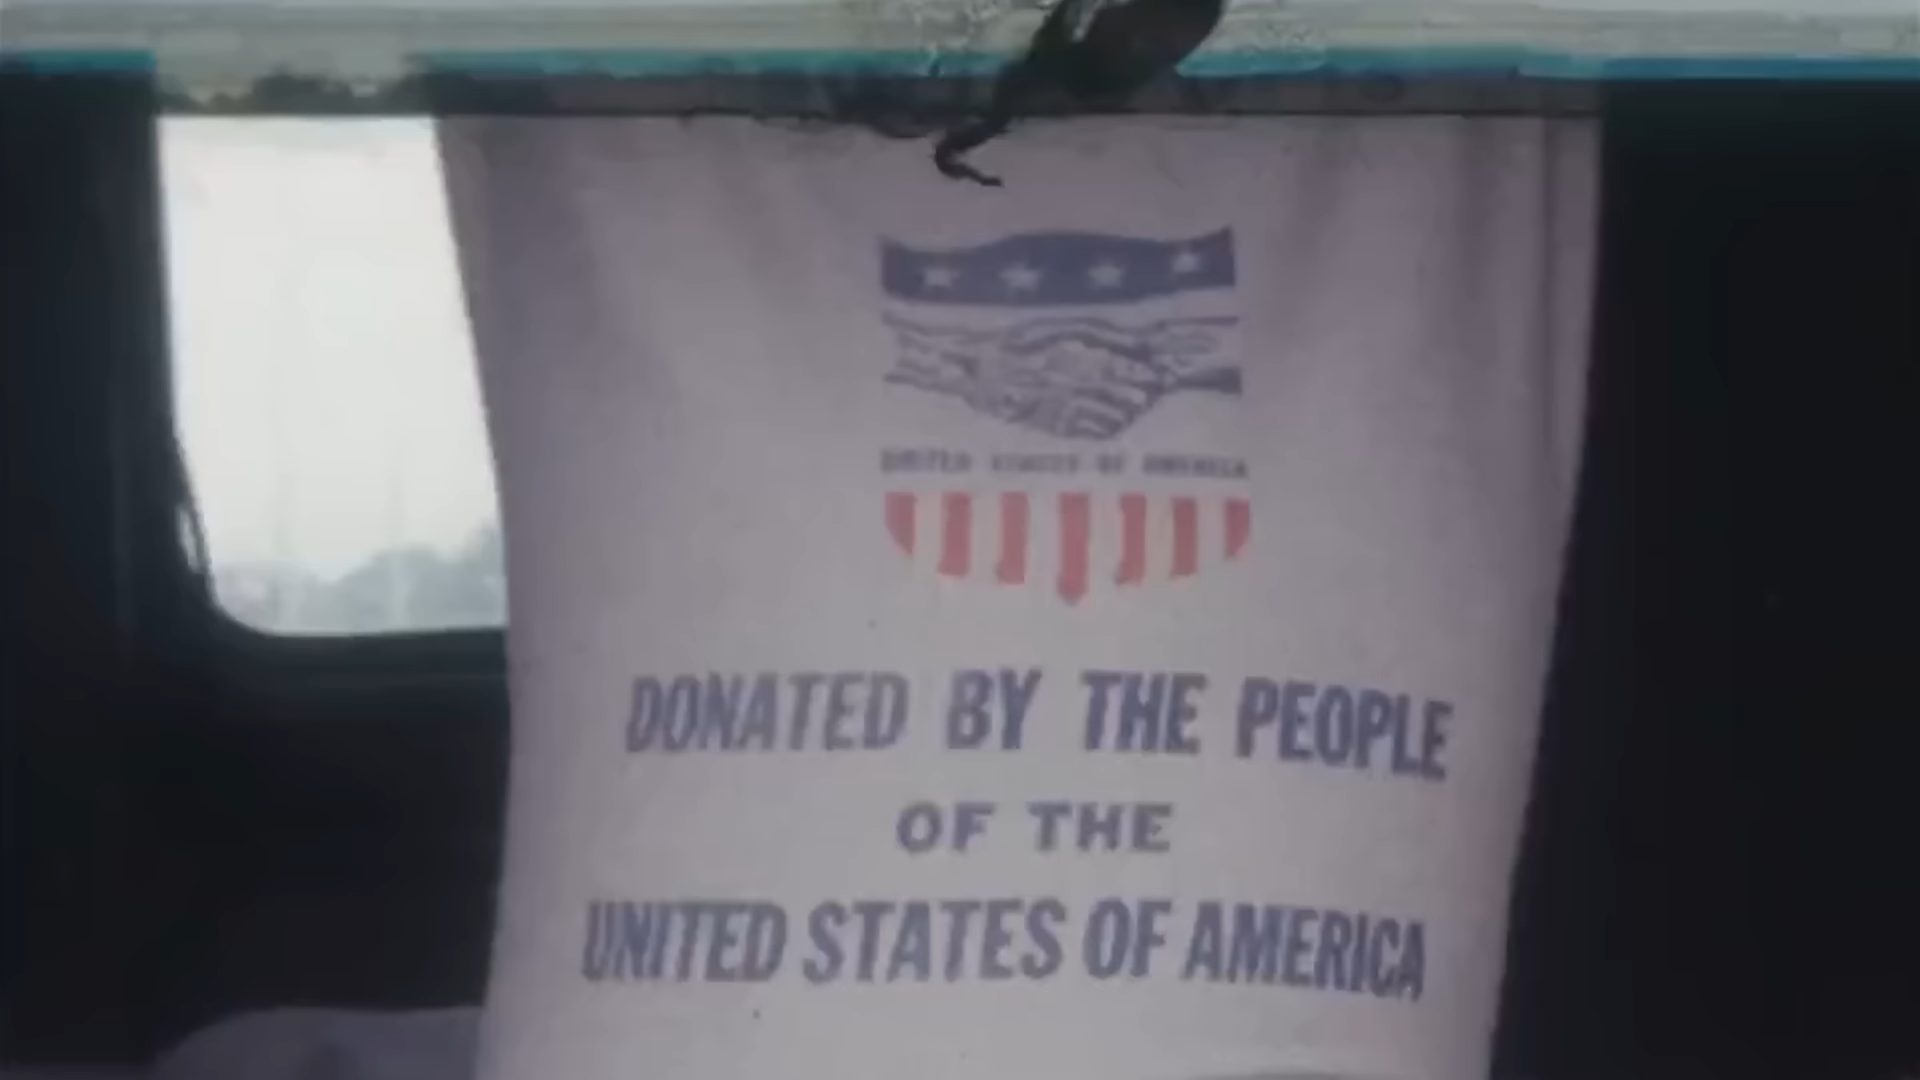 UNITED STATES OF AMERICA
DONATED BY THE PEOPLE
OF THE
UNITED STATES OF AMERICA